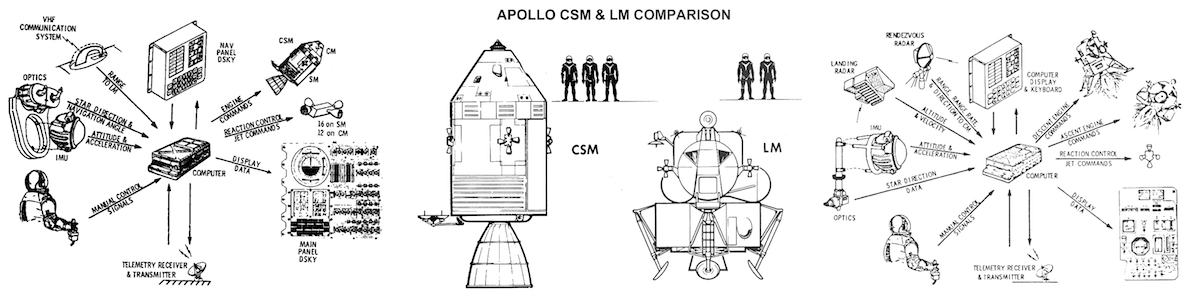 APOLLO CSM & LM COMPARISON
VHF
COMMUNICATION
SYSTEM
NAV
PANEL
DSKY
CSM
CM
SM
RANGE
TO LM
OPTICS
STAR DIRECTION &
NAVIGATION ANGLE
ATTITUDE &
ACCELERATION
IMU
ENGINE
COMMANDS
REACTION CONTROL
JET COMMANDS
16 on SM
12 on CM
COMPUTER
DISPLAY
DATA
MANUAL CONTROL
SIGNALS
MAIN
PANEL
DSKY
TELEMETRY RECEIVER
& TRANSMITTER
CSM
LM
RENDEZVOUS
RADAR
LANDING
RADAR
COMPUTER
DISPLAY
& KEYBOARD
RANGE, RANGE RATE
& DIRECTION TO CM
ALTITUDE
& VELOCITY
IMU
ATTITUDE &
ACCELERATION
DESCENT ENGINE
COMMANDS
ASCENT ENGINE
COMMANDS
REACTION CONTROL
JET COMMANDS
COMPUTER
STAR DIRECTION
DATA
OPTICS
DISPLAY
DATA
MANUAL CONTROL
SIGNALS
TELEMETRY RECEIVER
& TRANSMITTER